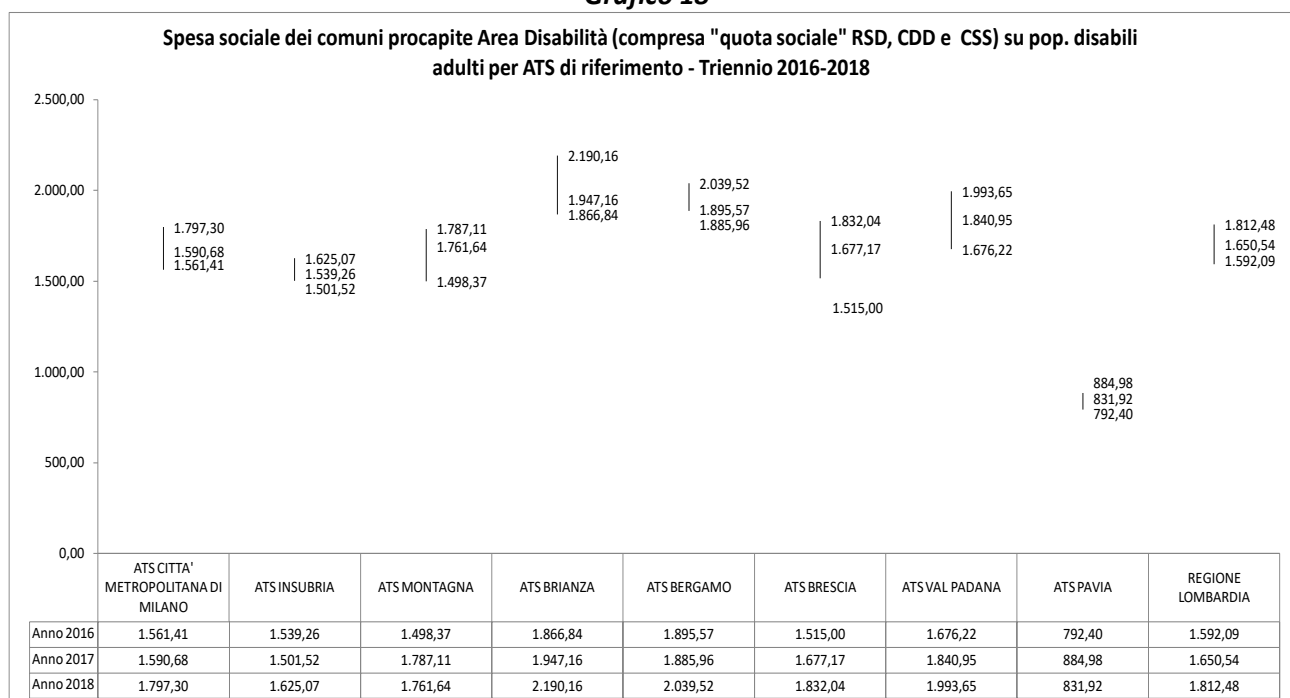 Grafico 18
Spesa sociale dei comuni procapite Area Disabilità (compresa "quota sociale" RSD, CDD e CSS) su pop. disabili
adulti per ATS di riferimento - Triennio 2016-2018
2.500,00
2.000,00
1.500,00
1.000,00
500,00
0,00
1.797,30
1.590,68
1.561,41
1.625,07
1.539,26
1.501,52
1.787,11
1.761,64
1.498,37
2.190,16
1.947,16
1.866,84
2.039,52
1.895,57
1.885,96
1.832,04
1.677,17
1.515,00
1.993,65
1.840,95
1.676,22
884,98
831,92
792,40
1.812,48
1.650,54
1.592,09
ATS CITTA'
METROPOLITANA DI
MILANO
ATS INSUBRIA
ATS MONTAGNA
ATS BRIANZA
ATS BERGAMO
ATS BRESCIA
ATS VAL PADANA
ATS PAVIA
REGIONE
LOMBARDIA
Anno 2016 1.561,41 1.539,26 1.498,37 1.866,84 1.895,57 1.515,00 1.676,22 792,40 1.592,09
Anno 2017 1.590,68 1.501,52 1.787,11 1.947,16 1.885,96 1.677,17 1.840,95 884,98 1.650,54
Anno 2018 1.797,30 1.625,07 1.761,64 2.190,16 2.039,52 1.832,04 1.993,65 831,92 1.812,48